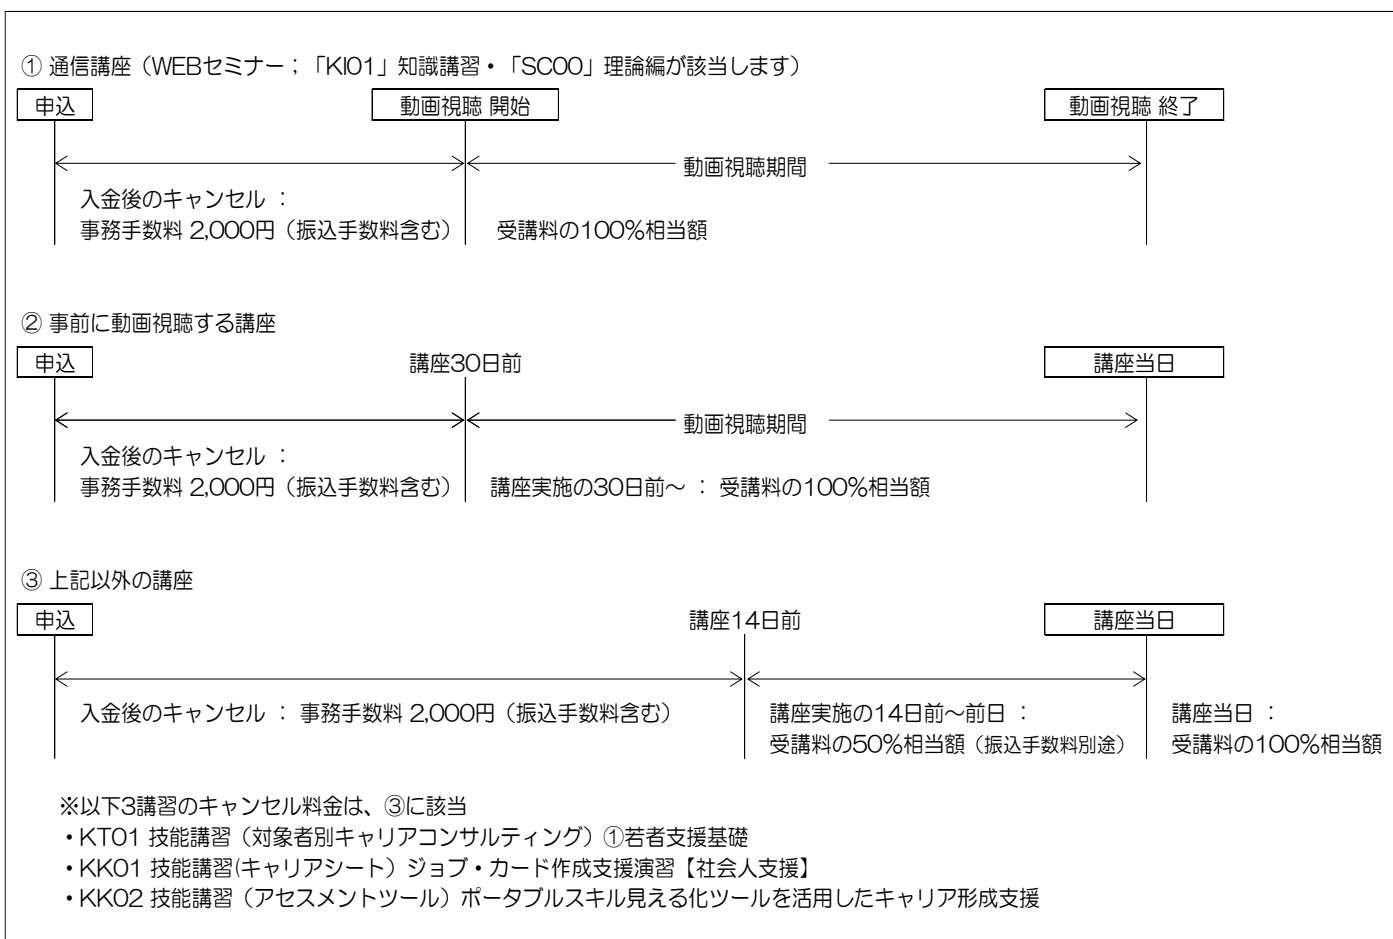 ① 通信講座（WEBセミナー；「KI01」知識講習・「SC00」理論編が該当します）
申込
動画視聴 開始
動画視聴 終了
動画視聴期間
入金後のキャンセル ：
事務手数料 2,000円（振込手数料含む）
受講料の100％相当額
② 事前に動画視聴する講座
申込
講座30日前
講座当日
動画視聴期間
入金後のキャンセル ：
事務手数料 2,000円（振込手数料含む）
講座実施の30日前～ ： 受講料の100％相当額
③ 上記以外の講座
申込
講座14日前
講座当日
入金後のキャンセル ： 事務手数料 2,000円（振込手数料含む）
講座実施の14日前～前日 ：
受講料の50％相当額（振込手数料別途）
講座当日 ：
受講料の100％相当額
※以下3講習のキャンセル料金は、③に該当
・KT01 技能講習（対象者別キャリアコンサルティング）①若者支援基礎
・KK01 技能講習(キャリアシート）ジョブ・カード作成支援演習【社会人支援】
・KK02 技能講習（アセスメントツール）ポータブルスキル見える化ツールを活用したキャリア形成支援